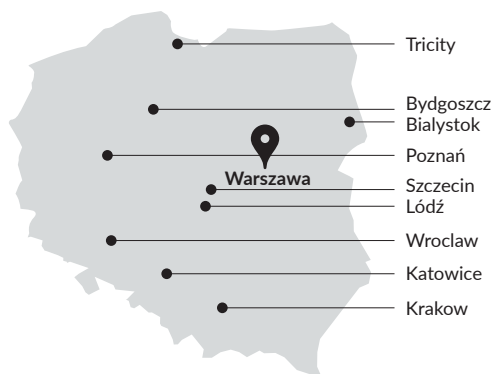 Tricity
Bydgoszcz
Bialystok
Poznań
Warszawa
Szczecin
Lódź
Wroclaw
Katowice
Krakow